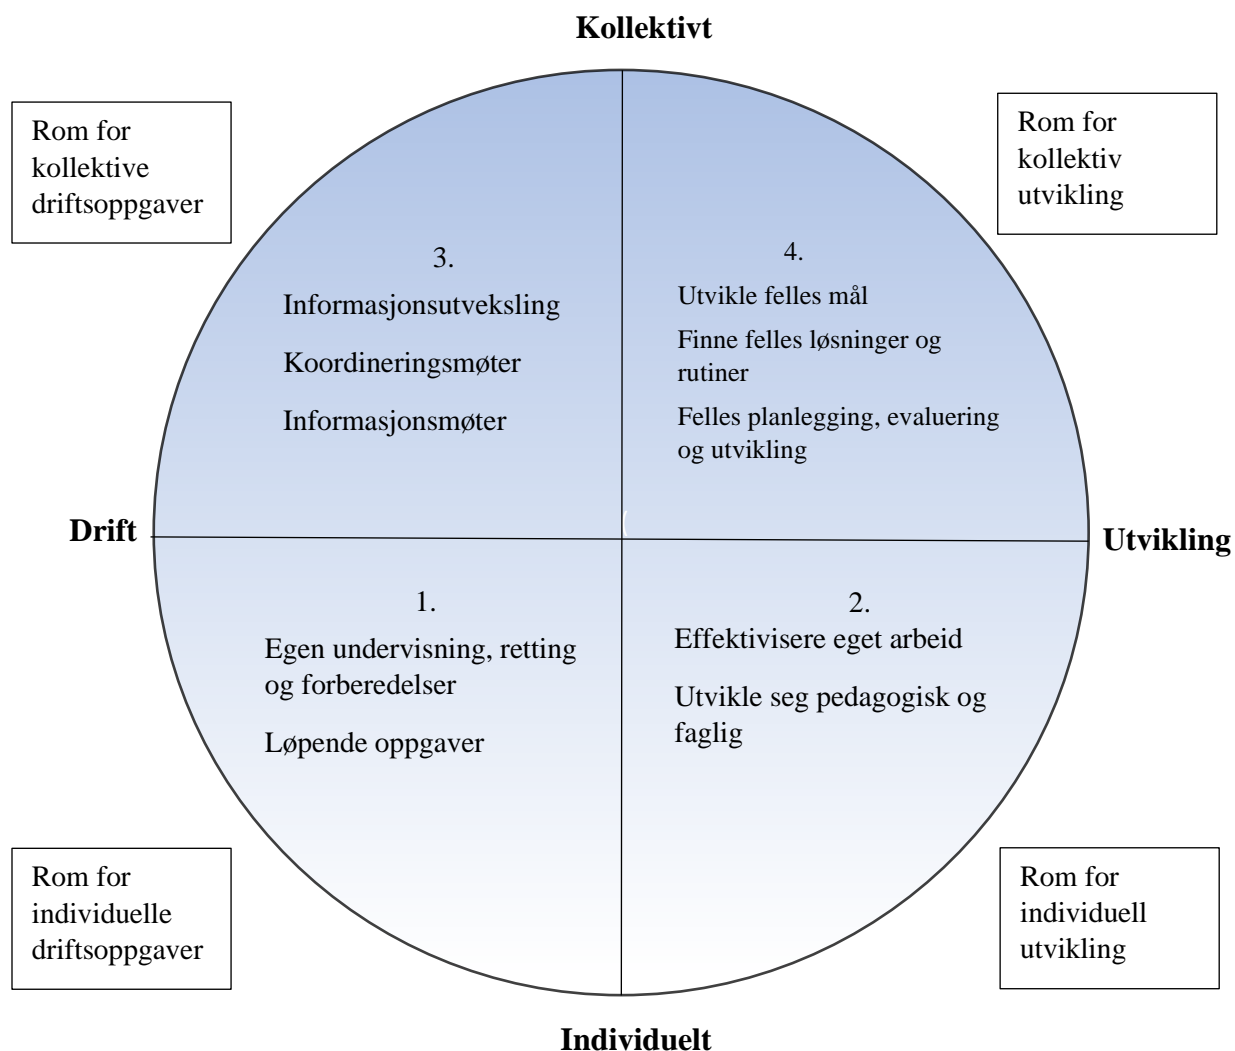 Kollektivt
Rom for
kollektive
driftsoppgaver
Rom for
kollektiv
utvikling
3.
Informasjonsutveksling
Koordineringsmøter
Informasjonsmøter
4.
Utvikle felles mål
Finne felles løsninger og
rutiner
Felles planlegging, evaluering
og utvikling
Drift
(
Utvikling
1.
Egen undervisning, retting
og forberedelser
Løpende oppgaver
2.
Effektivisere eget arbeid
Utvikle seg pedagogisk og
faglig
Rom for
individuelle
driftsoppgaver
Rom for
individuell
utvikling
Individuelt